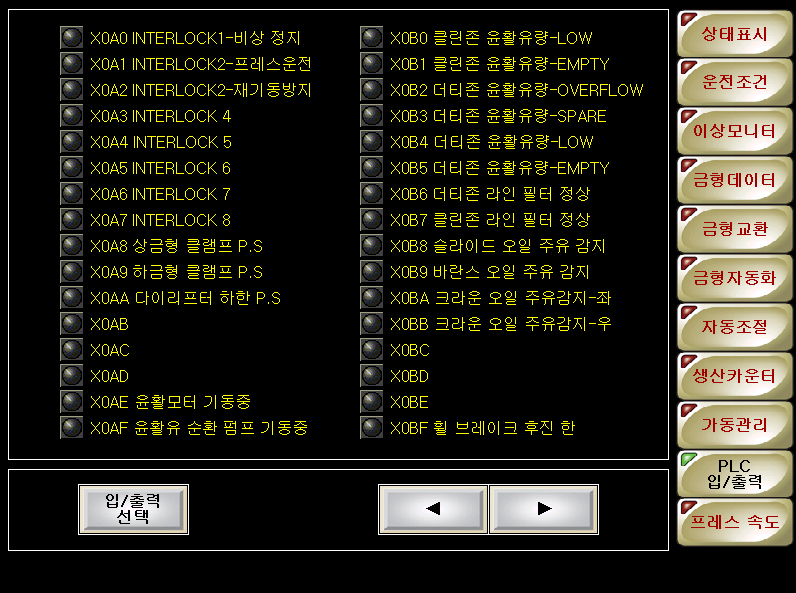 X0A0 INTERLOCK1-비상 정지
X0A1 INTERLOCK2-프레스운전
X0A2 INTERLOCK2-재기동방지
X0A3 INTERLOCK 4
X0A4 INTERLOCK 5
X0A5 INTERLOCK 6
X0A6 INTERLOCK 7
X0A7 INTERLOCK 8
X0A8 상금형 클램프 P.S
X0A9 하금형 클램프 P.S
X0AA 다이리프터 하한 P.S
X0AB
X0AC
X0AD
X0AE 윤활모터 기동중
X0AF 윤활유 순환 펌프 기동중
X0B0 클린존 윤활유량-LOW
X0B1 클린존 윤활유량-EMPTY
X0B2 더티존 윤활유량-OVERFLOW
X0B3 더티존 윤활유량-SPARE
X0B4 더티존 윤활유량-LOW
X0B5 더티존 윤활유량-EMPTY
X0B6 더티존 라인 필터 정상
X0B7 클린존 라인 필터 정상
X0B8 슬라이드 오일 주유 감지
X0B9 바란스 오일 주유 감지
X0BA 크라운 오일 주유감지-좌
X0BB 크라운 오일 주유감지-우
X0BC
X0BD
X0BE
X0BF 휠 브레이크 후진 한
입/출력
선택
상태표시
운전조건
이상모니터
금형데이터
금형교환
금형자동화
자동조절
생산카운터
가동관리
PLC
입/출력
프레스 속도